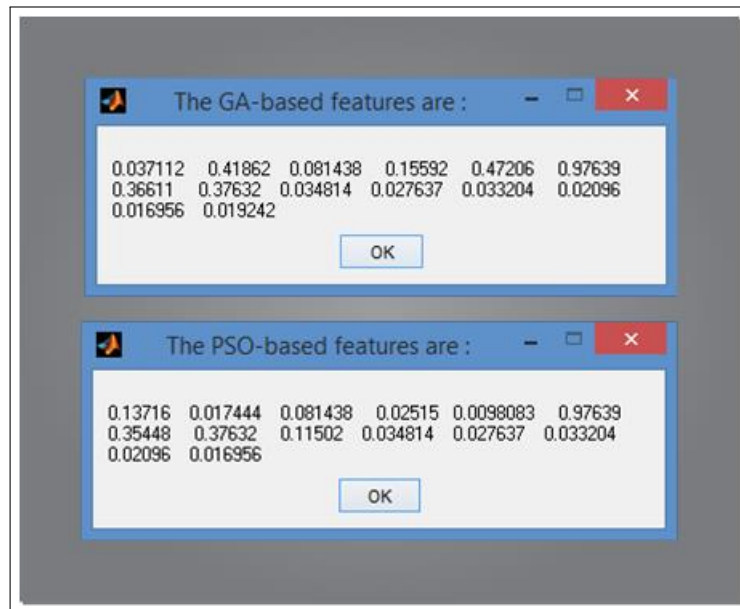 The GA-based features are :
0.037112 0.41862 0.081438 0.15592 0.47206 0.97639
0.36611 0.37632 0.034814 0.027637 0.033204 0.02096
0.016956 0.019242
OK
The PSO-based features are :
0.13716 0.017444 0.081438 0.02515 0.0098083 0.97639
0.35448 0.37632 0.11502 0.034814 0.027637 0.033204
0.02096 0.016956
OK